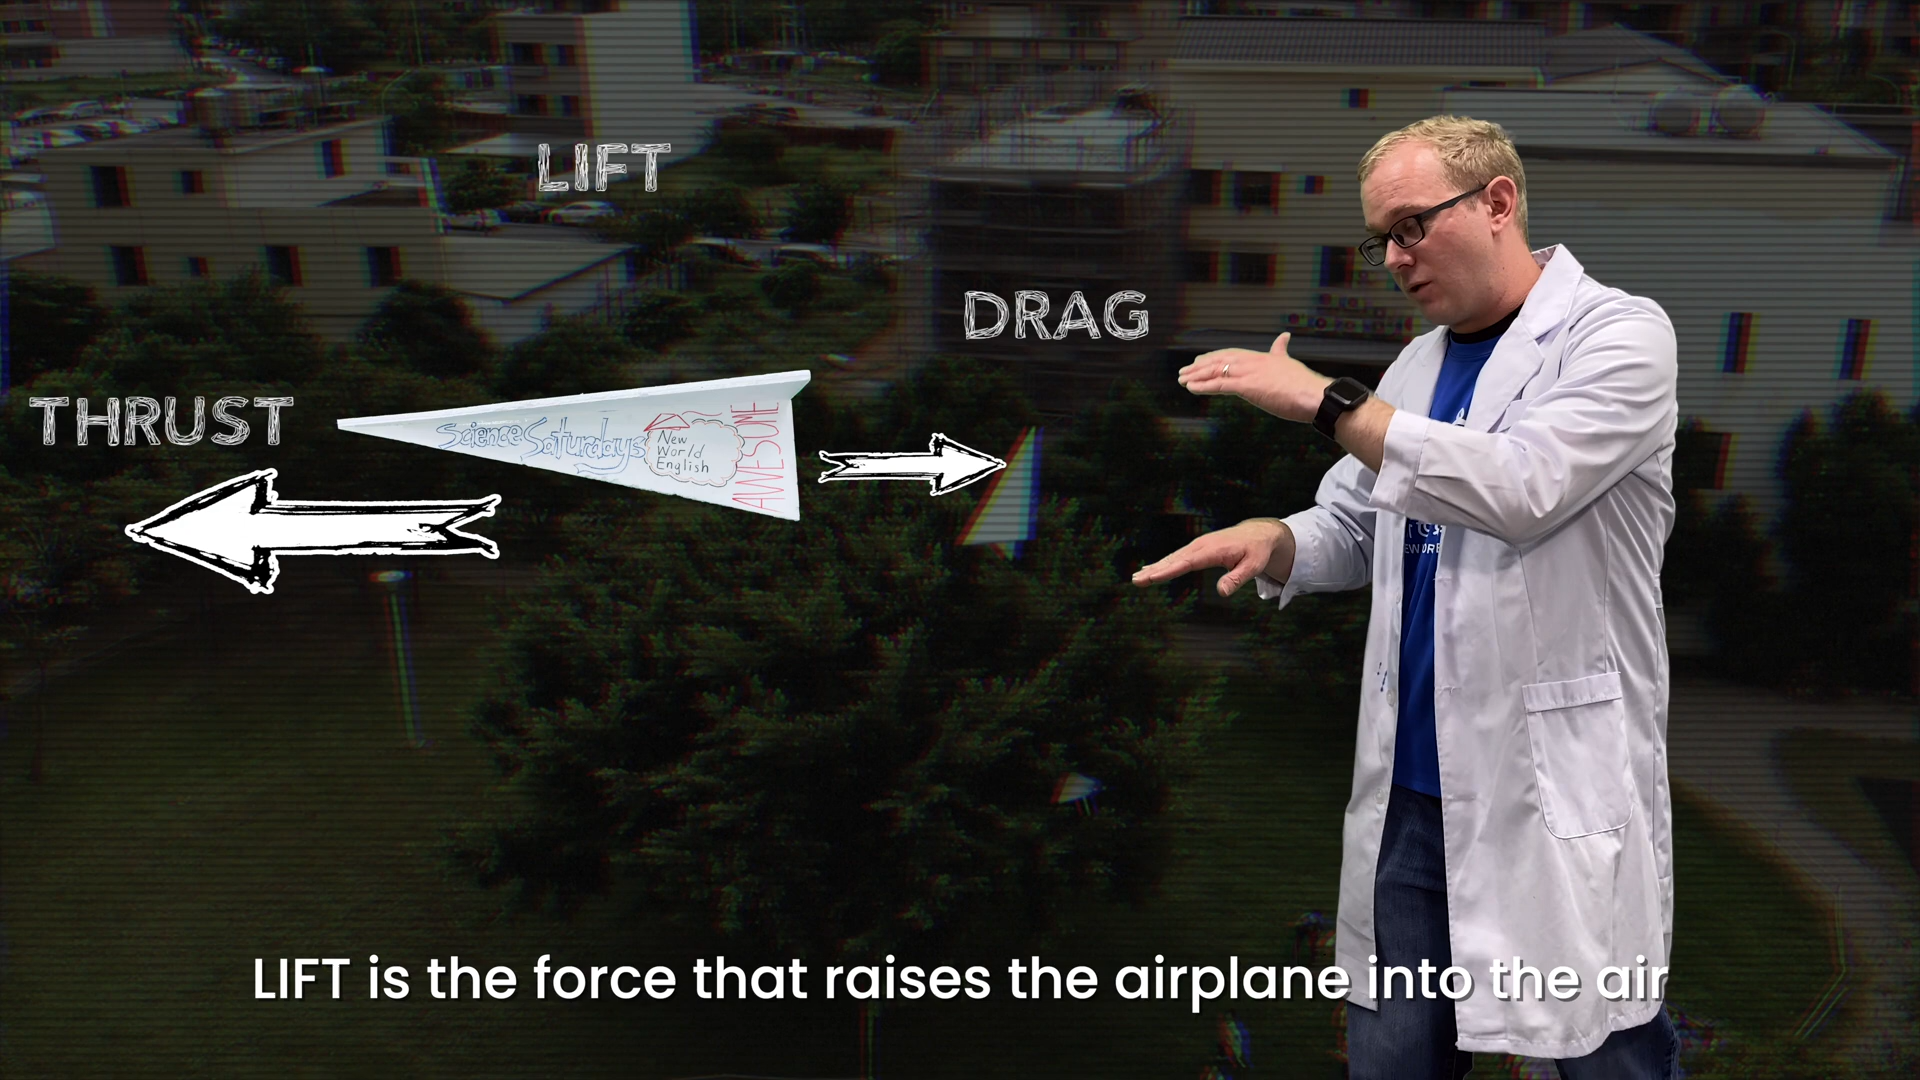 LIFT
DRAG
THRUST
Science Saturdays
New
World
English
AWESOME
LIFT is the force that raises the airplane into the air